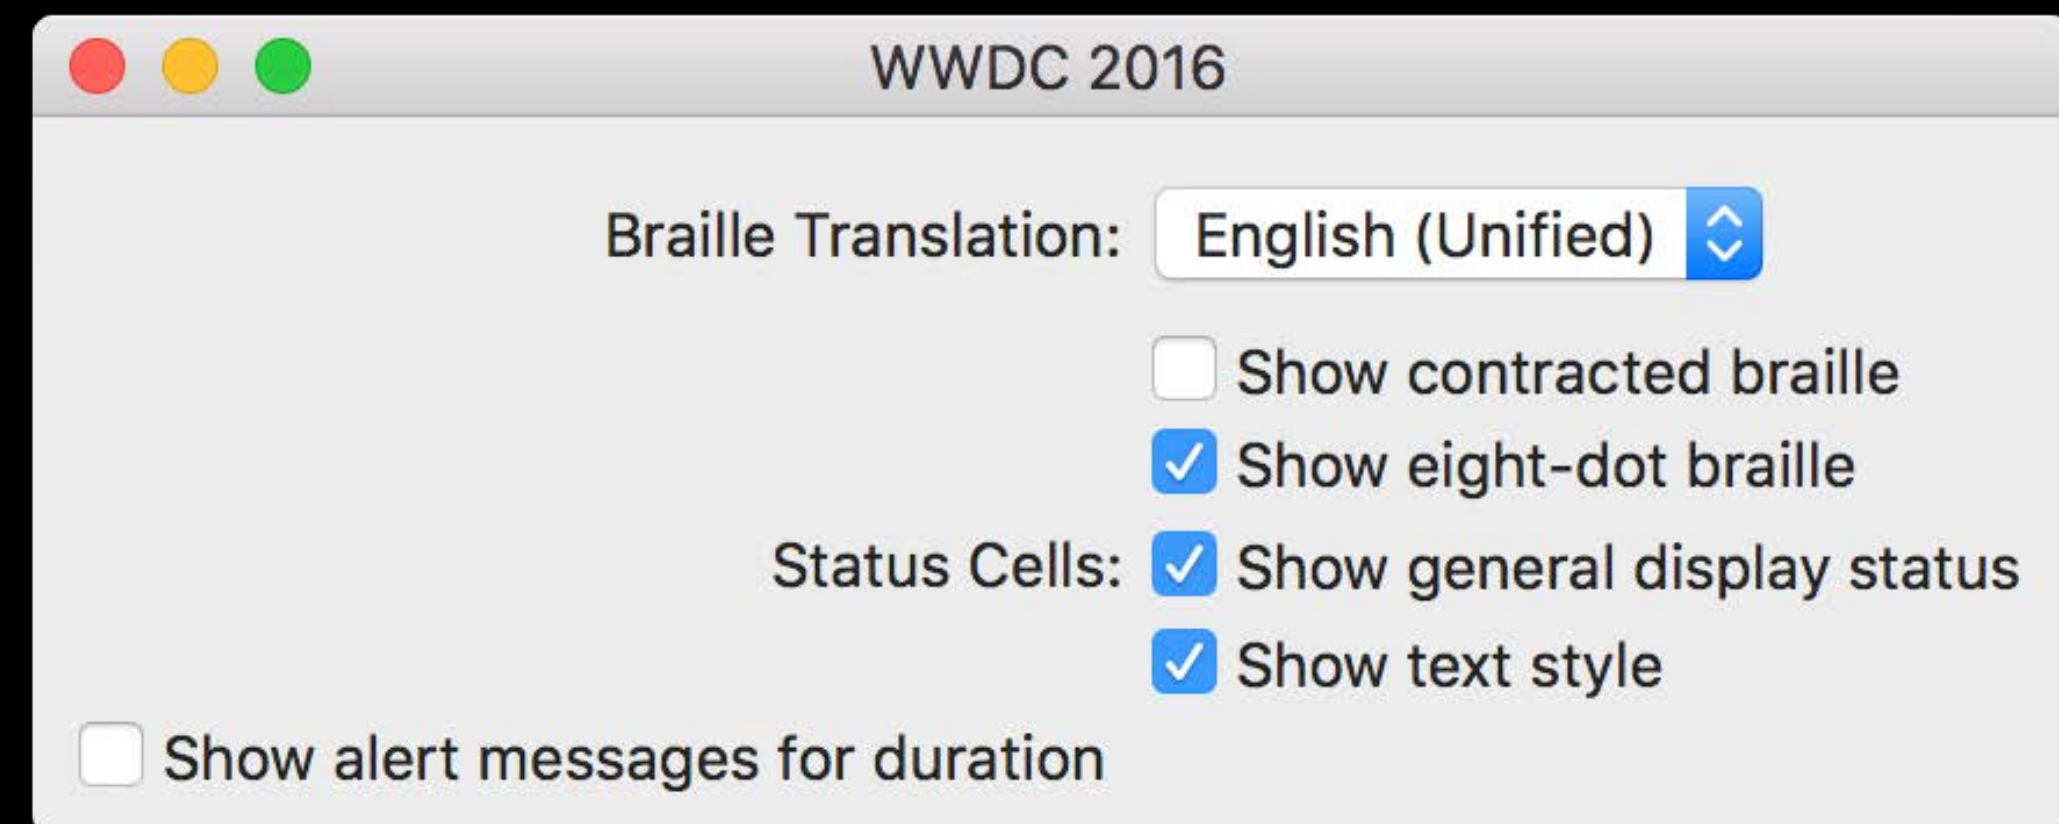 WWDC 2016
Braille Translation: English (Unified)
Show contracted braille
Show eight-dot braille
Status Cells: Show general display status
Show text style
Show alert messages for duration